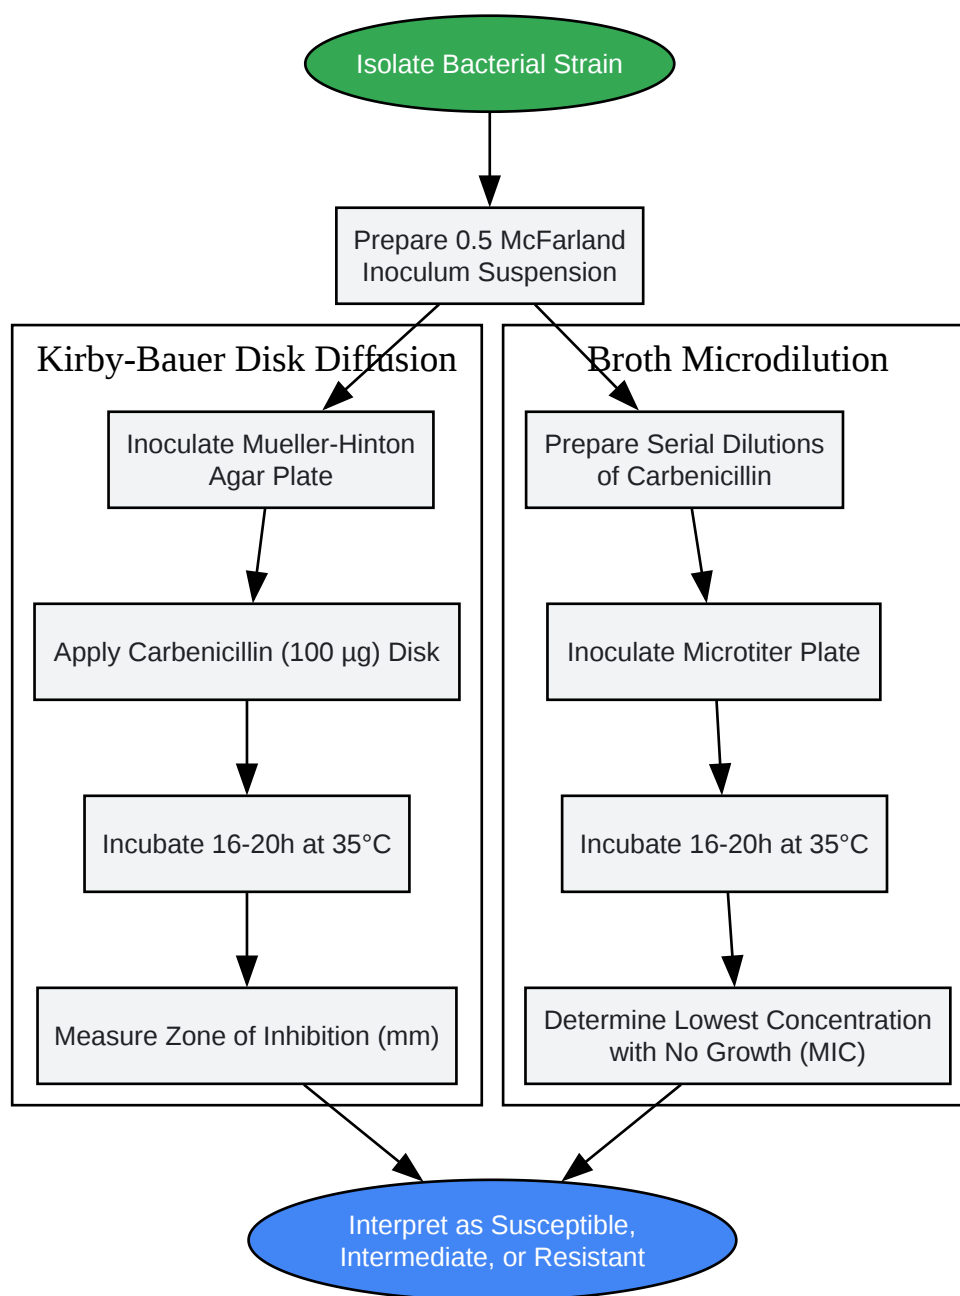 Isolate Bacterial Strain
Prepare 0.5 McFarland
Inoculum Suspension
Kirby-Bauer Disk Diffusion
Inoculate Mueller-Hinton
Agar Plate
Apply Carbenicillin (100 µg) Disk
Incubate 16-20h at 35°C
Measure Zone of Inhibition (mm)
Broth Microdilution
Prepare Serial Dilutions
of Carbenicillin
Inoculate Microtiter Plate
Incubate 16-20h at 35°C
Determine Lowest Concentration
with No Growth (MIC)
Interpret as Susceptible,
Intermediate, or Resistant